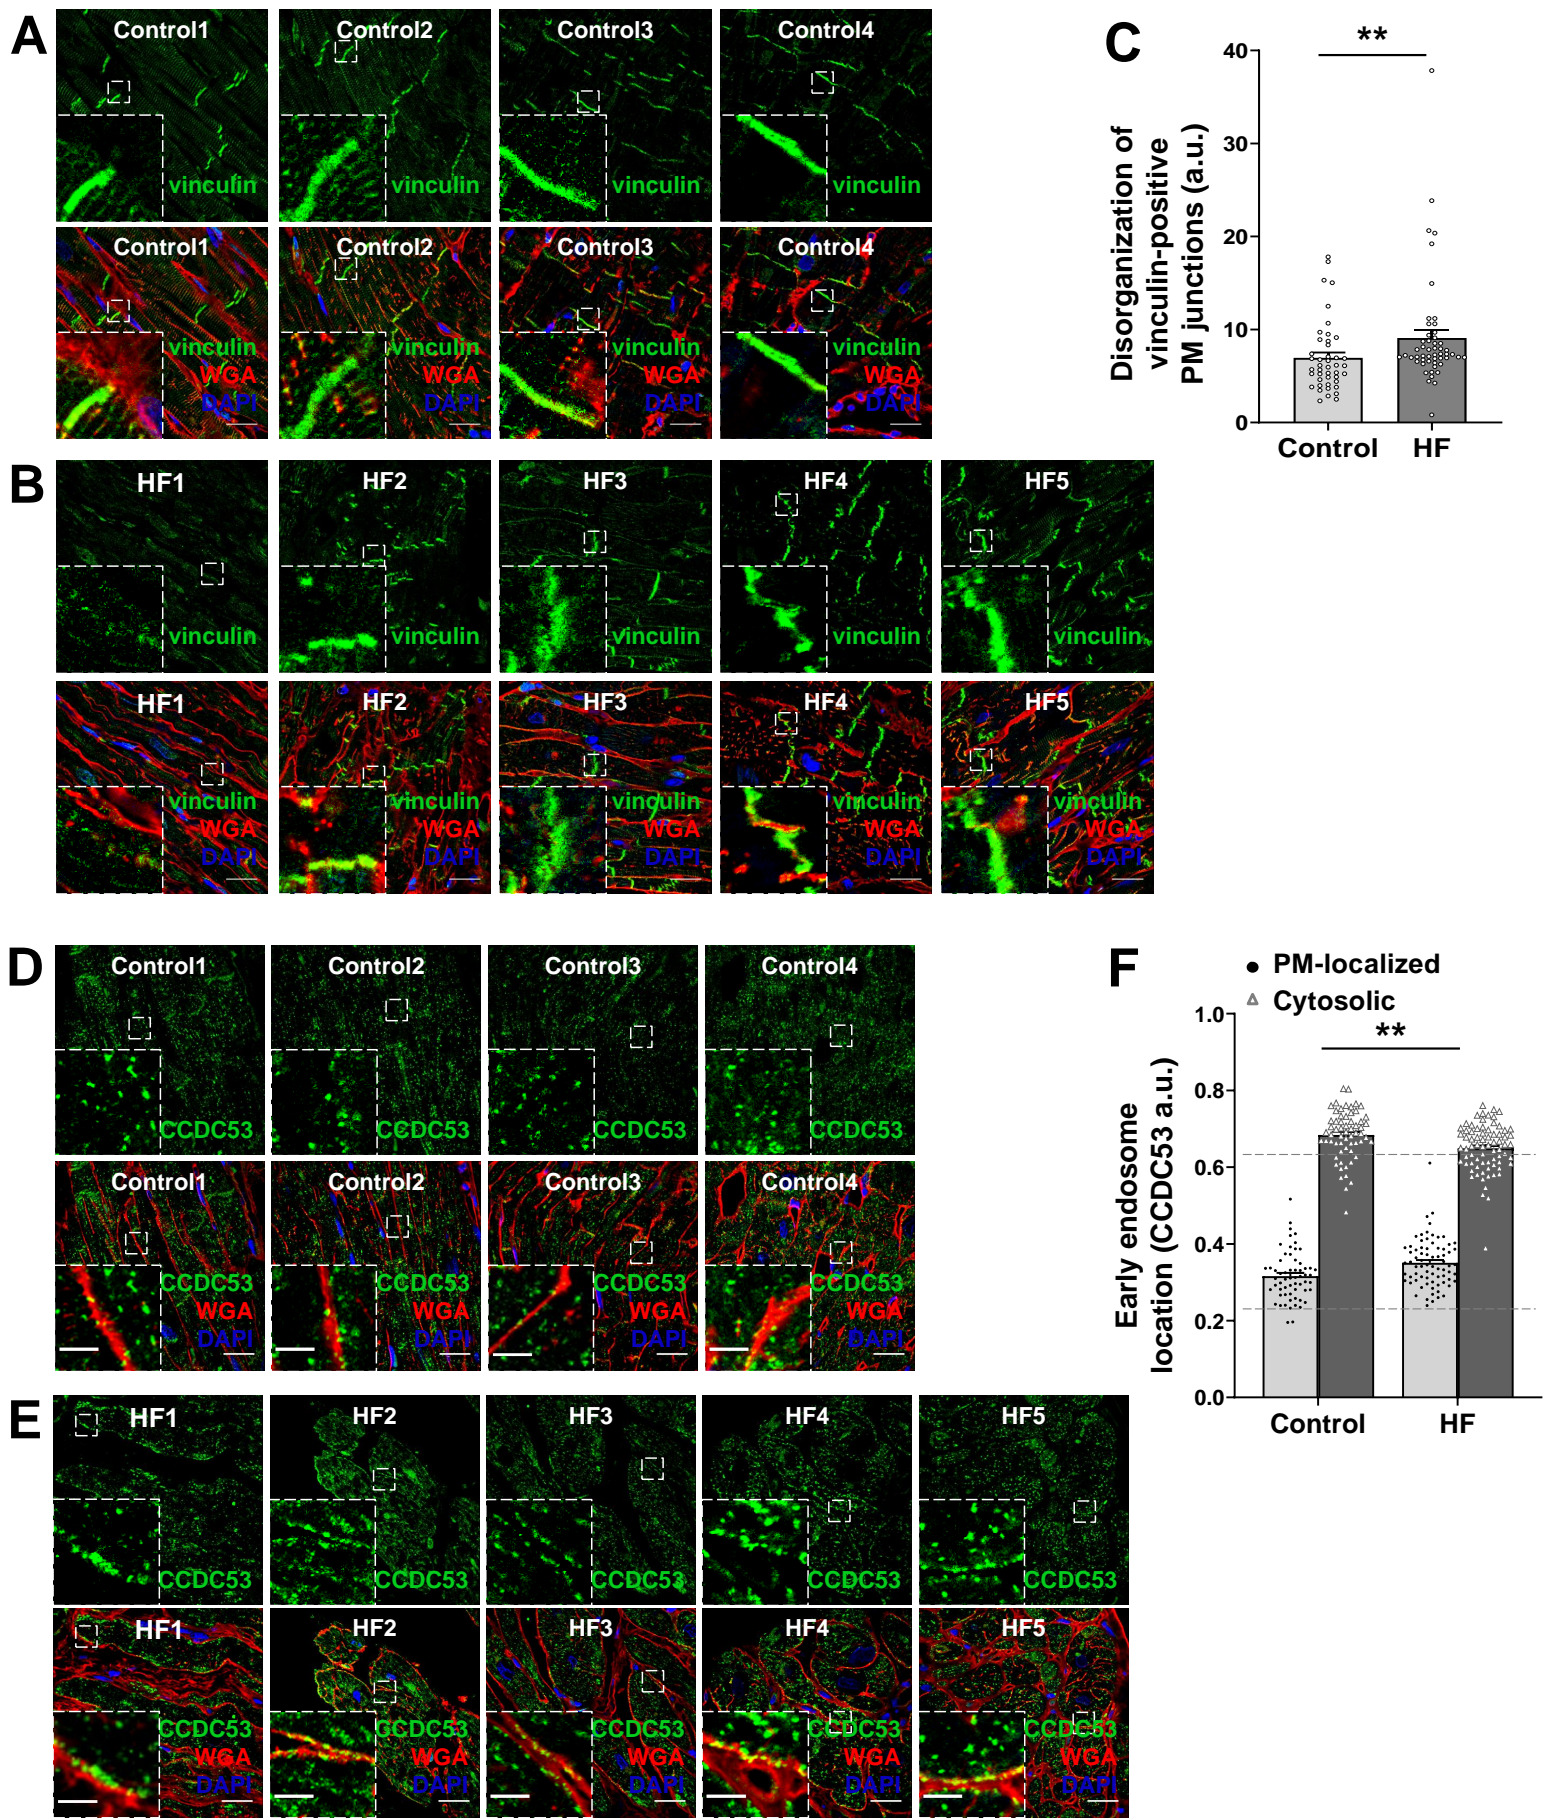 A
Control1
Control2
Control3
Control4
vinculin
vinculin
vinculin
vinculin
Control1
Control2
Control3
Control4
vinculin
WGA
DAPI
vinculin
WGA
DAPI
vinculin
WGA
DAPI
vinculin
WGA
DAPI
B
HF1
HF2
HF3
HF4
HF5
vinculin
vinculin
vinculin
vinculin
vinculin
HF1
HF2
HF3
HF4
HF5
vinculin
WGA
DAPI
vinculin
WGA
DAPI
vinculin
WGA
DAPI
vinculin
WGA
DAPI
vinculin
WGA
DAPI
C
**
Disorganization of
vinculin-positive
PM junctions (a.u.)
40
30
20
10
0
Control
HF
D
Control1
Control2
Control3
Control4
CCDC53
CCDC53
CCDC53
CCDC53
Control1
Control2
Control3
Control4
CCDC53
WGA
DAPI
CCDC53
WGA
DAPI
CCDC53
WGA
DAPI
CCDC53
WGA
DAPI
E
HF1
HF2
HF3
HF4
HF5
CCDC53
CCDC53
CCDC53
CCDC53
CCDC53
HF1
HF2
HF3
HF4
HF5
CCDC53
WGA
DAPI
CCDC53
WGA
DAPI
CCDC53
WGA
DAPI
CCDC53
WGA
DAPI
CCDC53
WGA
DAPI
F
PM-localized
Cytosolic
**
Early endosome
location (CCDC53 a.u.)
1.0
0.8
0.6
0.4
0.2
0.0
Control
HF